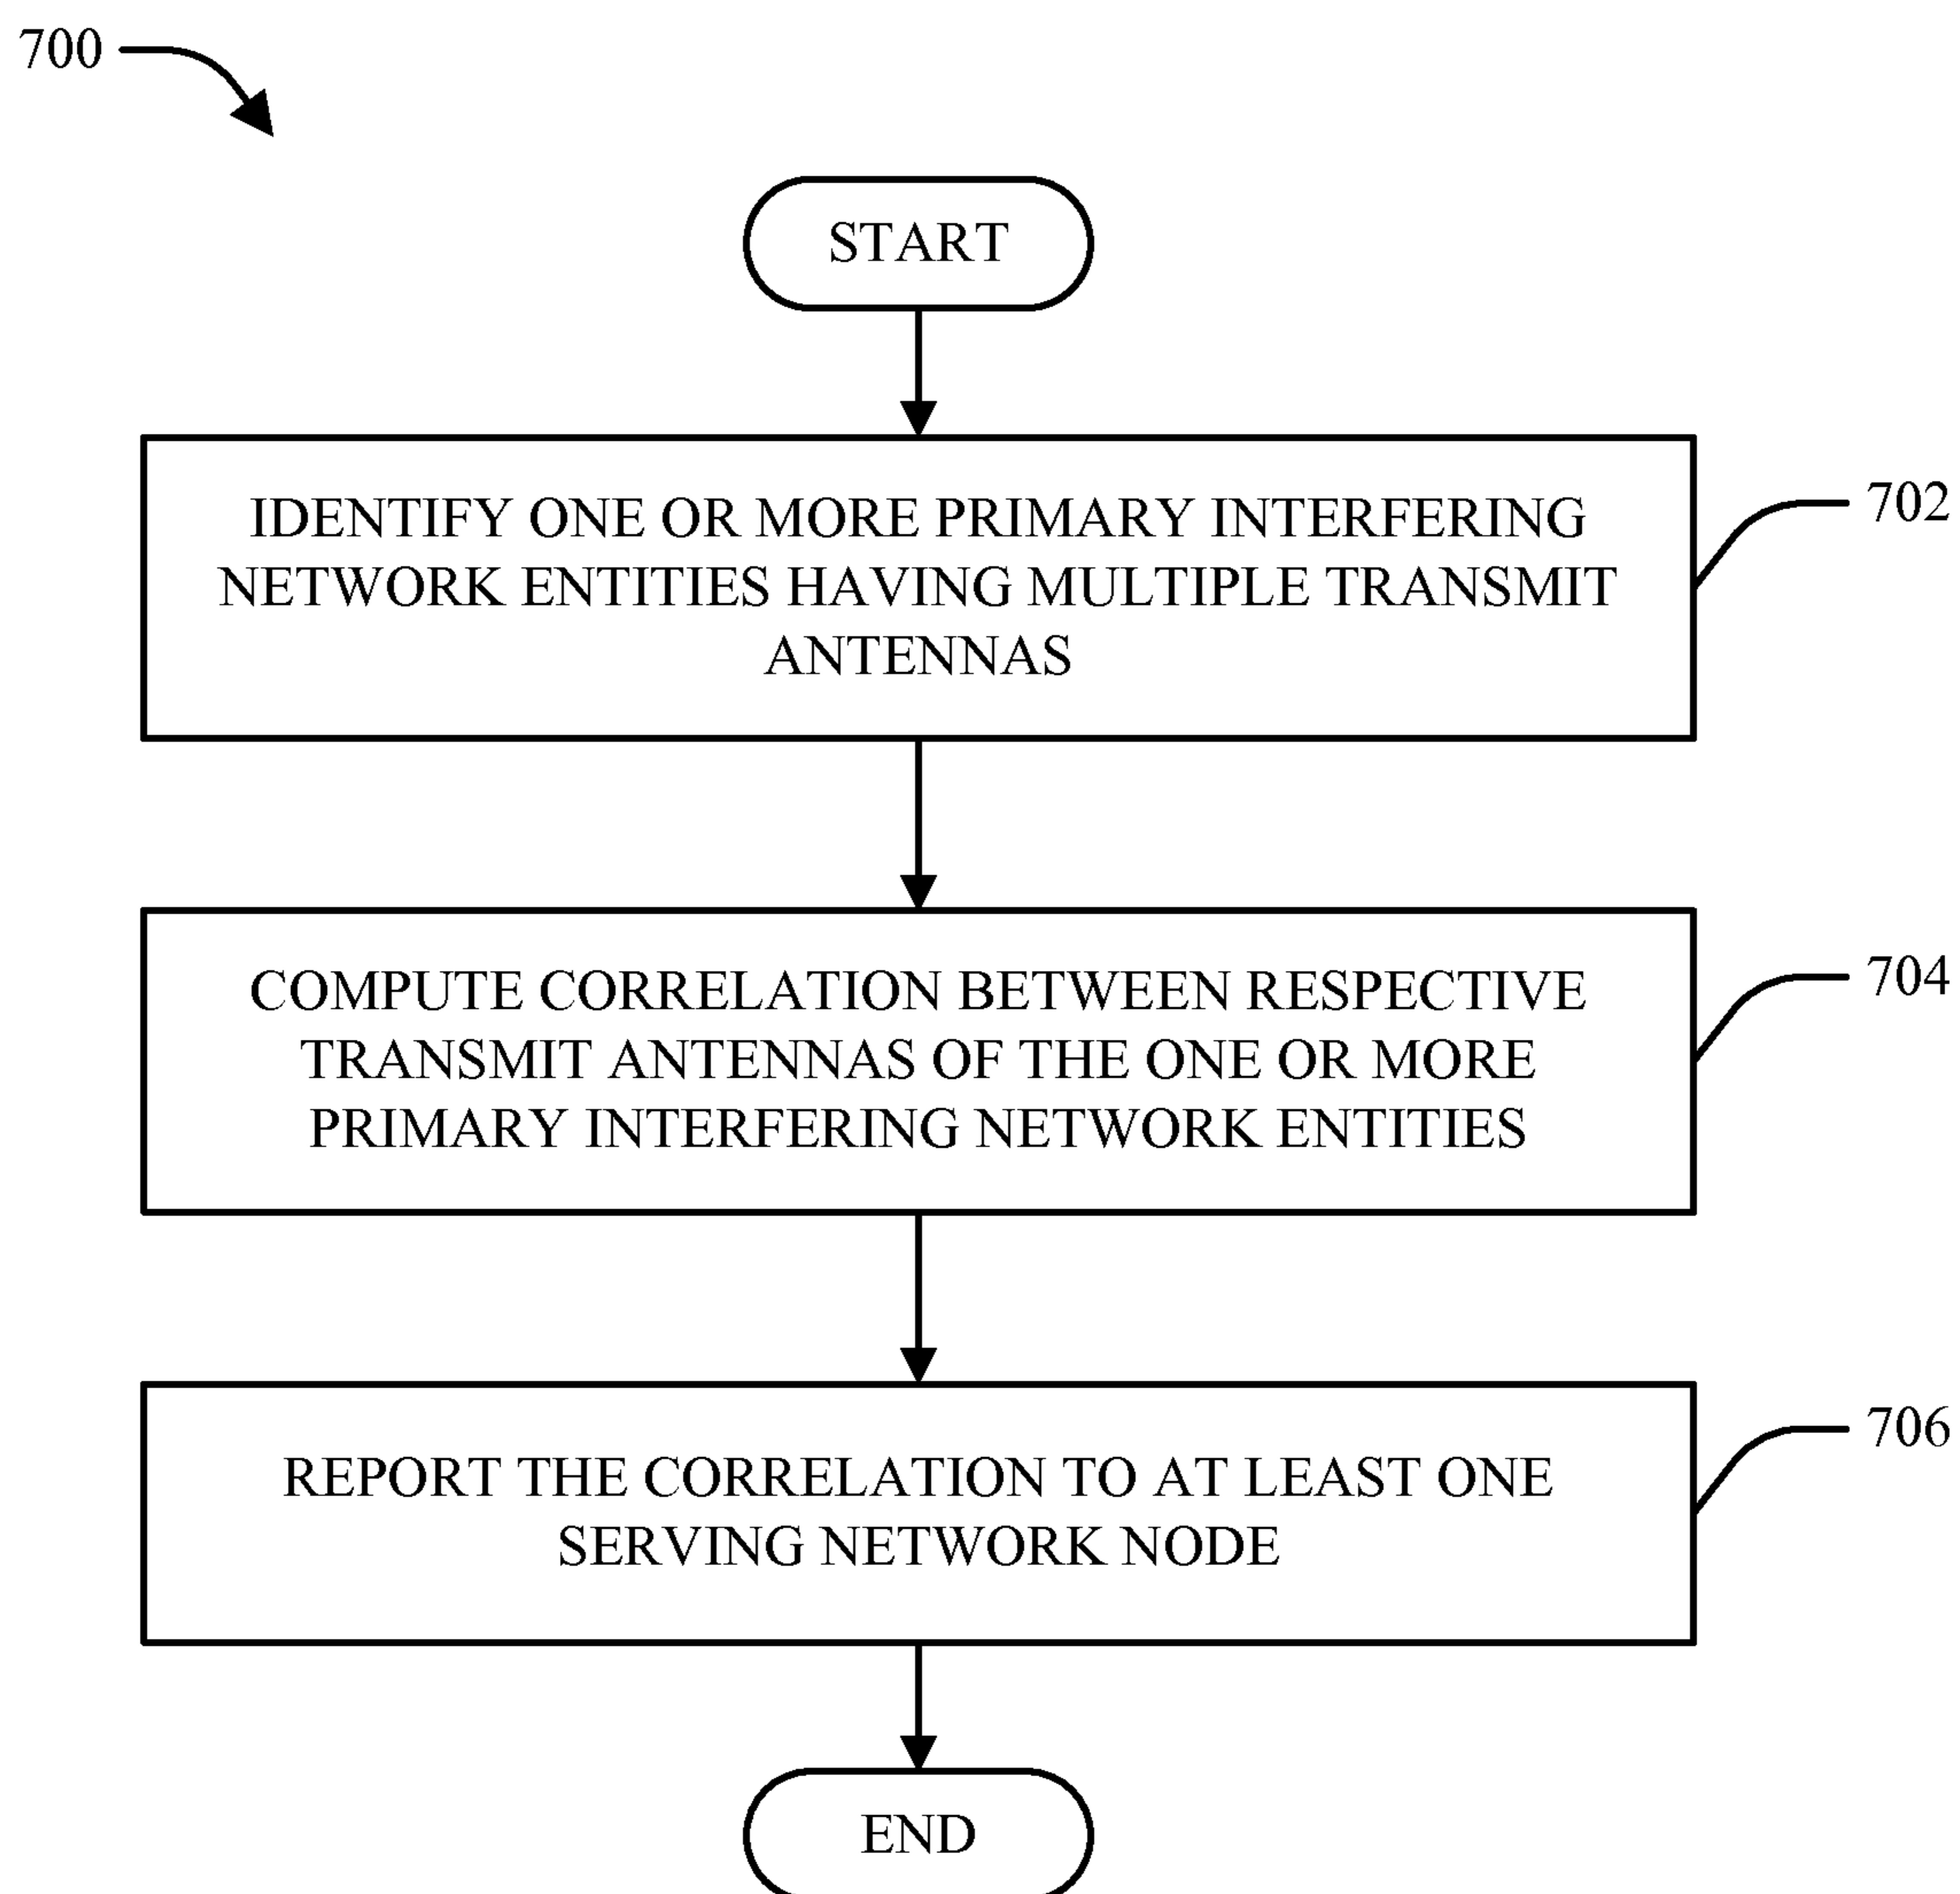 700
START
IDENTIFY ONE OR MORE PRIMARY INTERFERING
NETWORK ENTITIES HAVING MULTIPLE TRANSMIT
ANTENNAS
702
COMPUTE CORRELATION BETWEEN RESPECTIVE
TRANSMIT ANTENNAS OF THE ONE OR MORE
PRIMARY INTERFERING NETWORK ENTITIES
704
REPORT THE CORRELATION TO AT LEAST ONE
SERVING NETWORK NODE
706
END